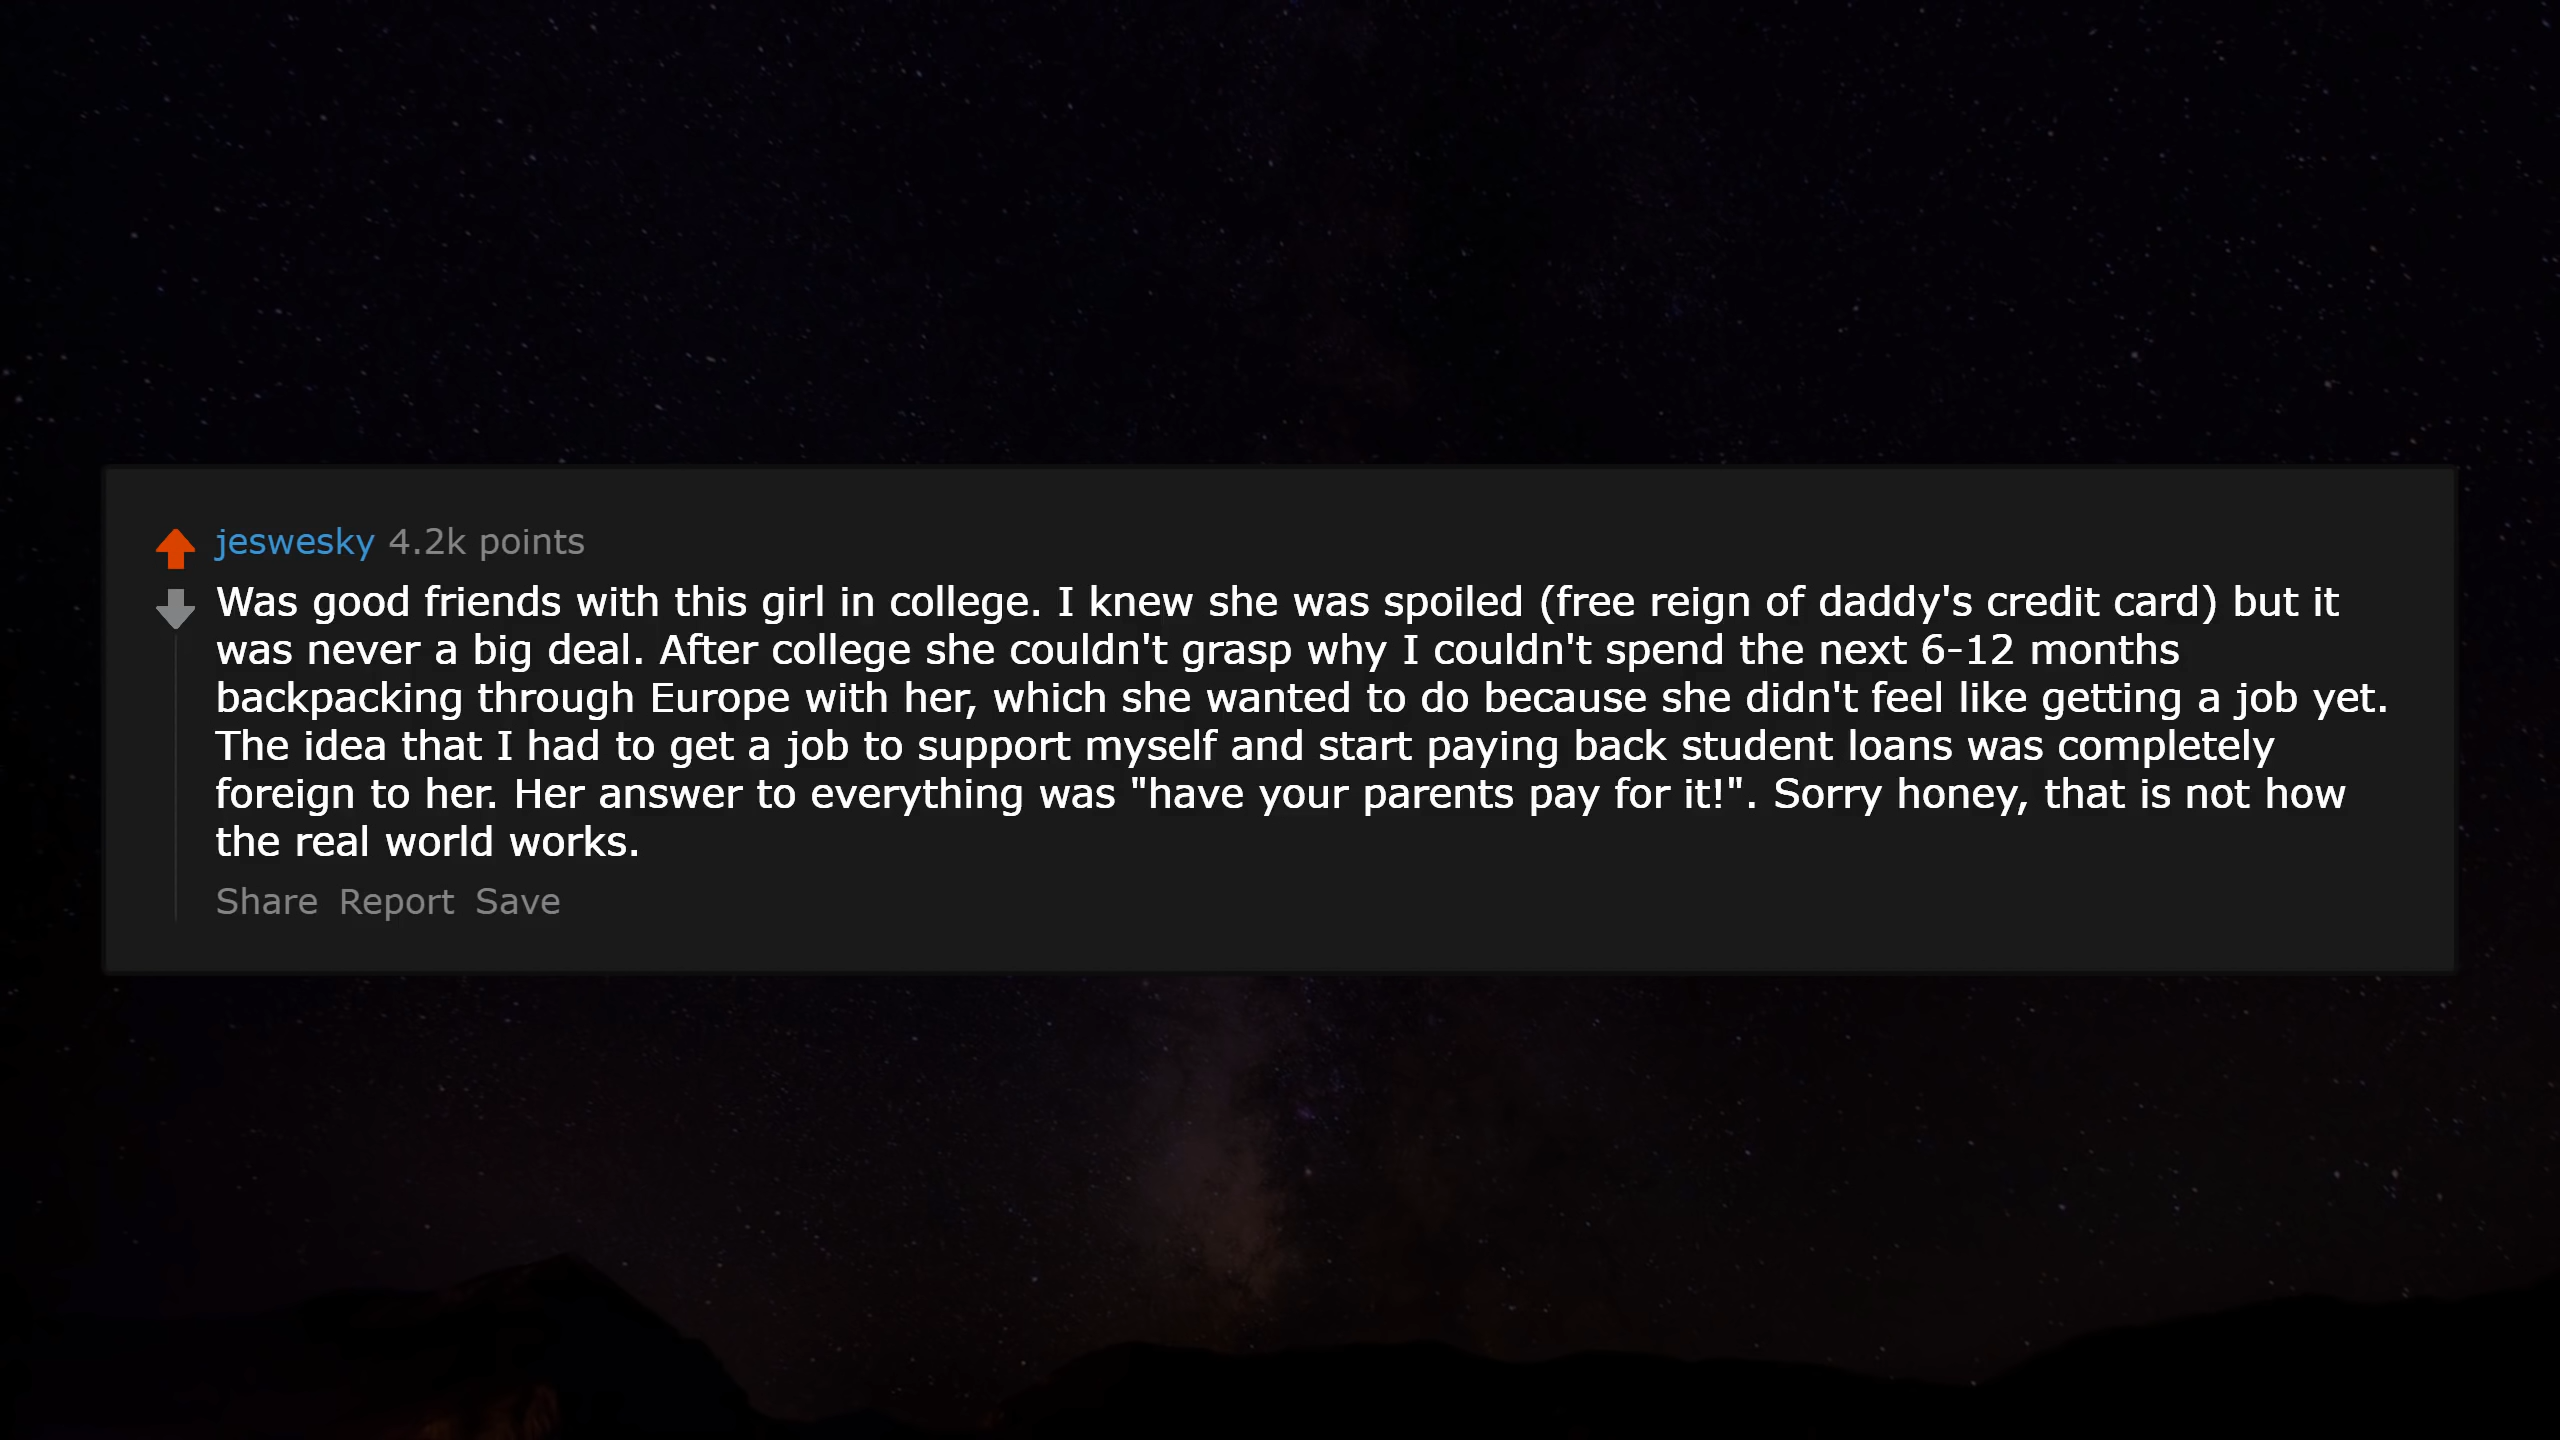 jeswesky 4.2k points
Was good friends with this girl in college. I knew she was spoiled (free reign of daddy's credit card) but it
was never a big deal. After college she couldn't grasp why I couldn't spend the next 6-12 months
backpacking through Europe with her, which she wanted to do because she didn't feel like getting a job yet.
The idea that I had to get a job to support myself and start paying back student loans was completely
foreign to her. Her answer to everything was "have your parents pay for it!". Sorry honey, that is not how
the real world works.
Share Report Save